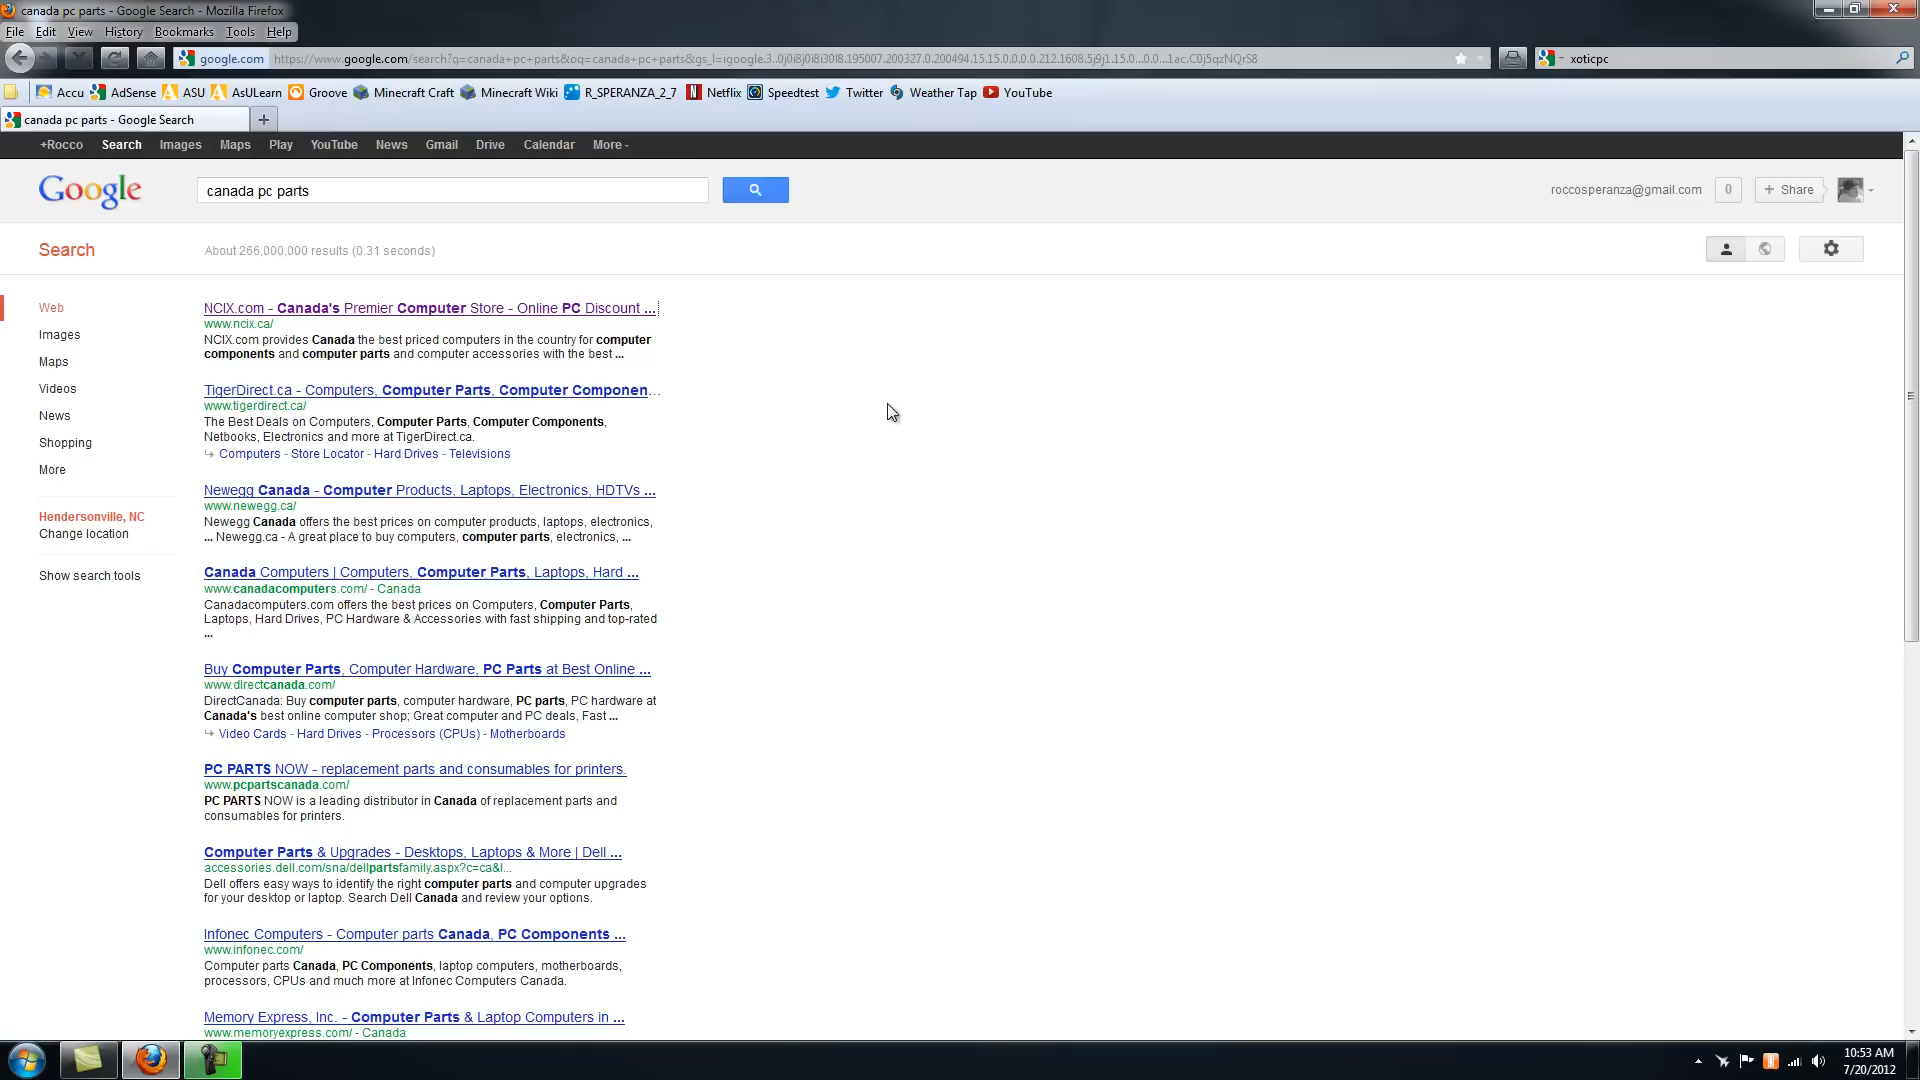 canada pc parts - Google Search - Mozilla Firefox
File Edit View History Bookmarks Tools Help
google.com https://www.google.com/search?q=canada+pc+parts&oq=canada+pc+parts&gs_l=igoogle.3..0j0i8j0i8i30l8.195007.200327.0.200494.15.15.0.0.0.0.212.1608.5j9j1.15.0...0.0...1ac.C0j5qzNQrS8 xoticpc
Accu AdSense ASU AsULearn Groove Minecraft Craft Minecraft Wiki R_SPERANZA_2_7 Netflix Speedtest Twitter Weather Tap YouTube
canada pc parts - Google Search
+Rocco Search Images Maps Play YouTube News Gmail Drive Calendar More -
Google canada pc parts roccosperanza@gmail.com 0 + Share
Search About 266,000,000 results (0.31 seconds)
Web
Images
Maps
Videos
News
Shopping
More
Hendersonville, NC
Change location
Show search tools
NCIX.com - Canada's Premier Computer Store - Online PC Discount ...
www.ncix.ca/
NCIX.com provides Canada the best priced computers in the country for computer
components and computer parts and computer accessories with the best ...
TigerDirect.ca - Computers, Computer Parts, Computer Componen...
www.tigerdirect.ca/
The Best Deals on Computers, Computer Parts, Computer Components,
Netbooks, Electronics and more at TigerDirect.ca.
Computers - Store Locator - Hard Drives - Televisions
Newegg Canada - Computer Products, Laptops, Electronics, HDTVs ...
www.newegg.ca/
Newegg Canada offers the best prices on computer products, laptops, electronics,
... Newegg.ca - A great place to buy computers, computer parts, electronics, ...
Canada Computers | Computers, Computer Parts, Laptops, Hard ...
www.canadacomputers.com/ - Canada
Canadacomputers.com offers the best prices on Computers, Computer Parts,
Laptops, Hard Drives, PC Hardware & Accessories with fast shipping and top-rated
...
Buy Computer Parts, Computer Hardware, PC Parts at Best Online ...
www.directcanada.com/
DirectCanada: Buy computer parts, computer hardware, PC parts, PC hardware at
Canada's best online computer shop; Great computer and PC deals, Fast ...
Video Cards - Hard Drives - Processors (CPUs) - Motherboards
PC PARTS NOW - replacement parts and consumables for printers.
www.pcpartscanada.com/
PC PARTS NOW is a leading distributor in Canada of replacement parts and
consumables for printers.
Computer Parts & Upgrades - Desktops, Laptops & More | Dell ...
accessories.dell.com/sna/dellpartsfamily.aspx?c=ca&l...
Dell offers easy ways to identify the right computer parts and computer upgrades
for your desktop or laptop. Search Dell Canada and review your options.
Infonec Computers - Computer parts Canada, PC Components ...
www.infonec.com/
Computer parts Canada, PC Components, laptop computers, motherboards,
processors, CPUs and much more at Infonec Computers Canada.
Memory Express, Inc. - Computer Parts & Laptop Computers in ...
www.memoryexpress.com/ - Canada
10:53 AM
7/20/2012